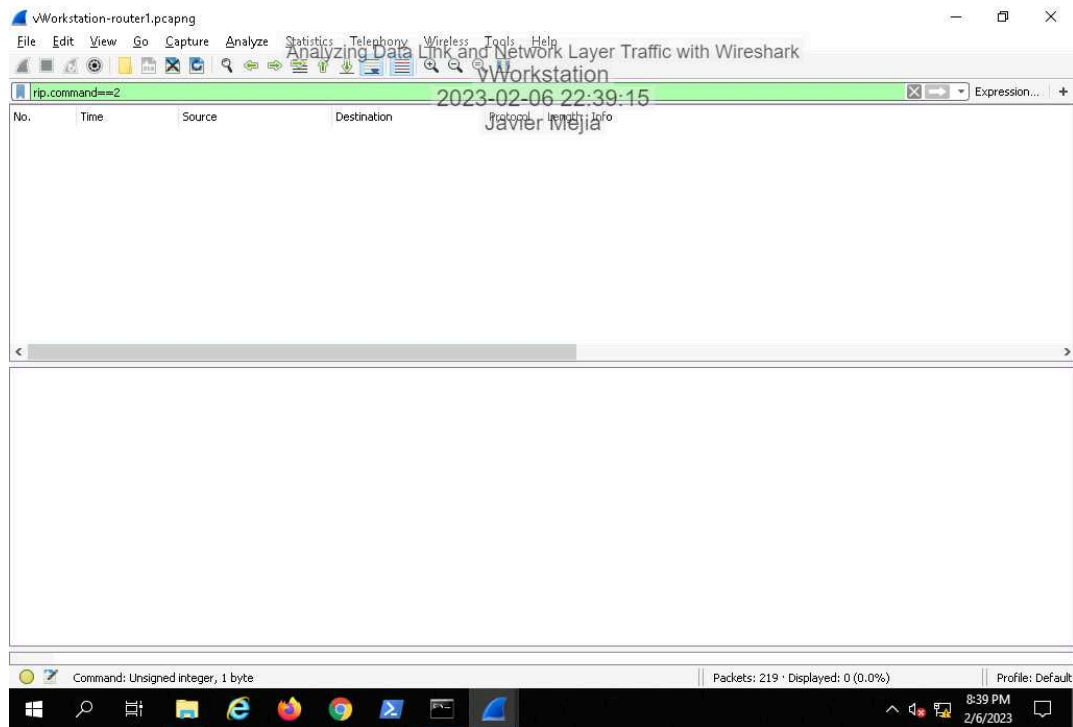 vWorkstation-router1.pcapng
File Edit View Go Capture Analyze Statistics Telephony Wireless Tools Help
Analyzing Data Link and Network Layer Traffic with Wireshark
vWorkstation
rip.command==2 Expression... +
2023-02-06 22:39:15
No. Time Source Destination Protocol Length Info
Javier Mejia
Command: Unsigned integer, 1 byte Packets: 219 · Displayed: 0 (0.0%) Profile: Default
8:39 PM
2/6/2023